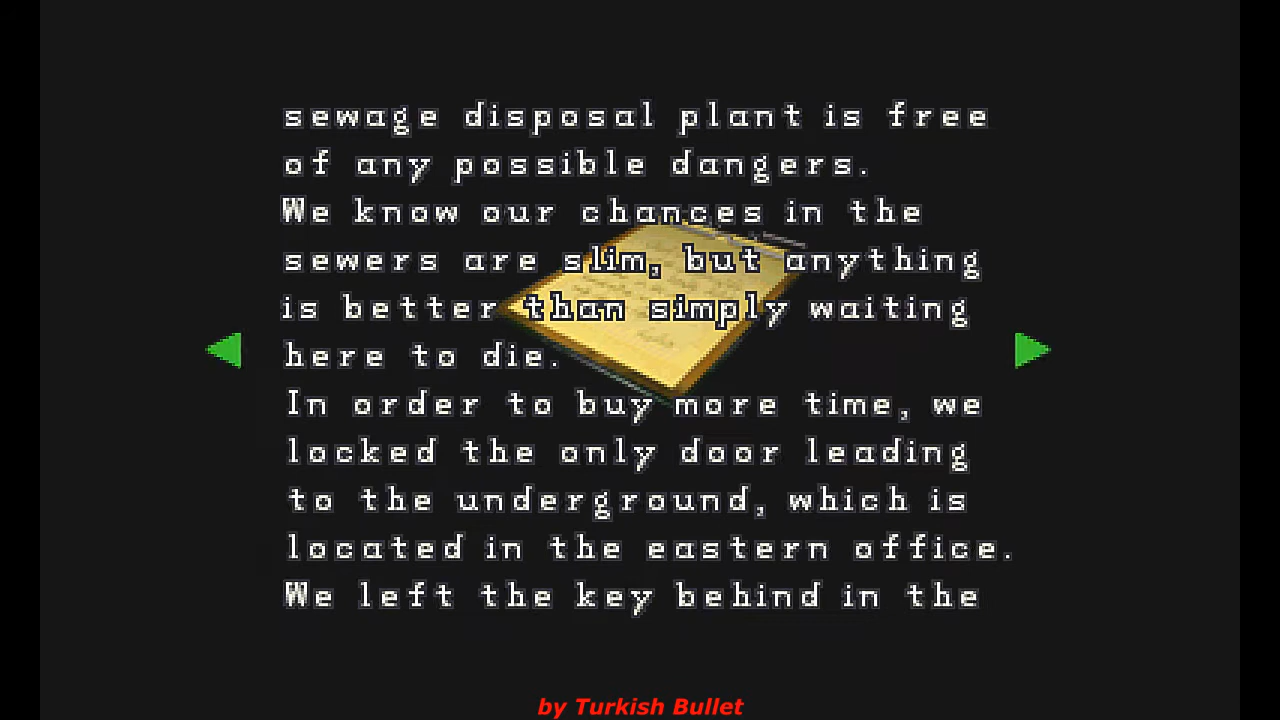 sewage disposal plant is free
of any possible dangers.
We know our chances in the
sewers are slim, but anything
is better than simply waiting
here to die.
In order to buy more time, we
locked the only door leading
to the underground, which is
located in the eastern office.
We left the key behind in the
by Turkish Bullet